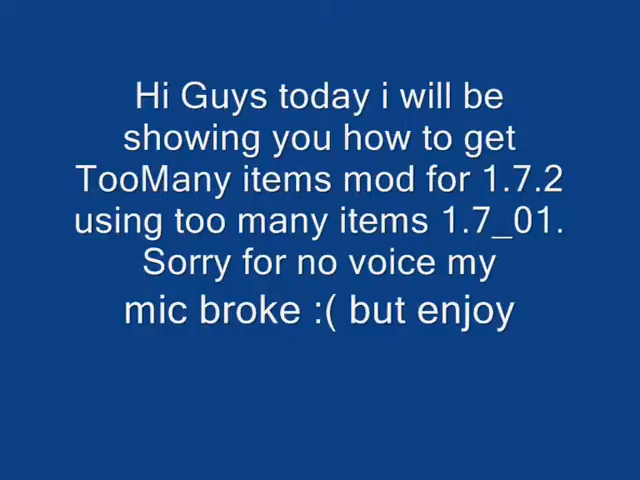 Hi Guys today i will be
showing you how to get
TooMany items mod for 1.7.2
using too many items 1.7_01.
Sorry for no voice my
mic broke :( but enjoy